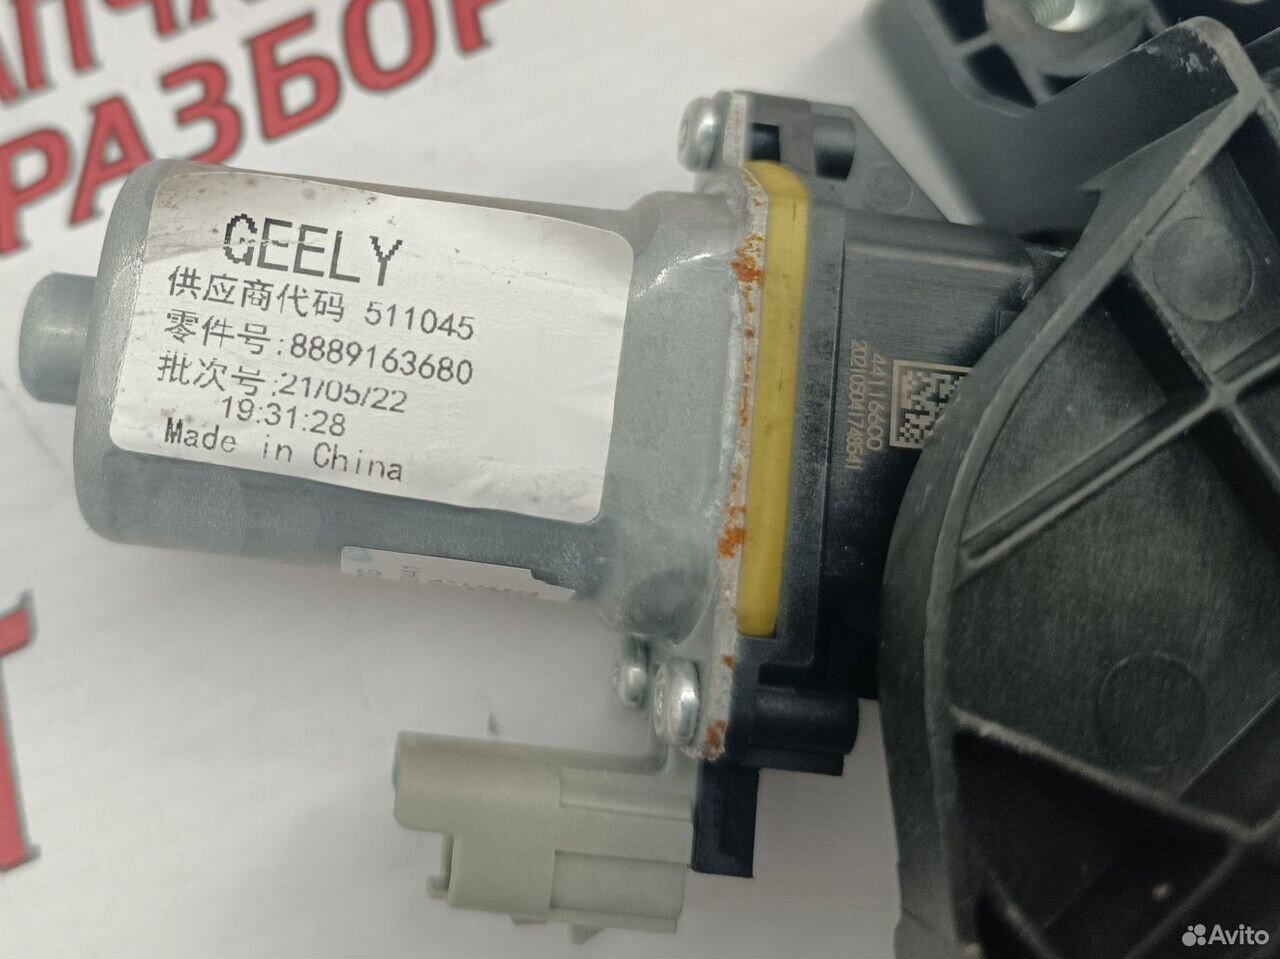 РАЗБОР
GEELY
供应商代码 511045
零件号:8889163680
批次号:21/05/22
19:31:28
Made in China
44116600
Avito